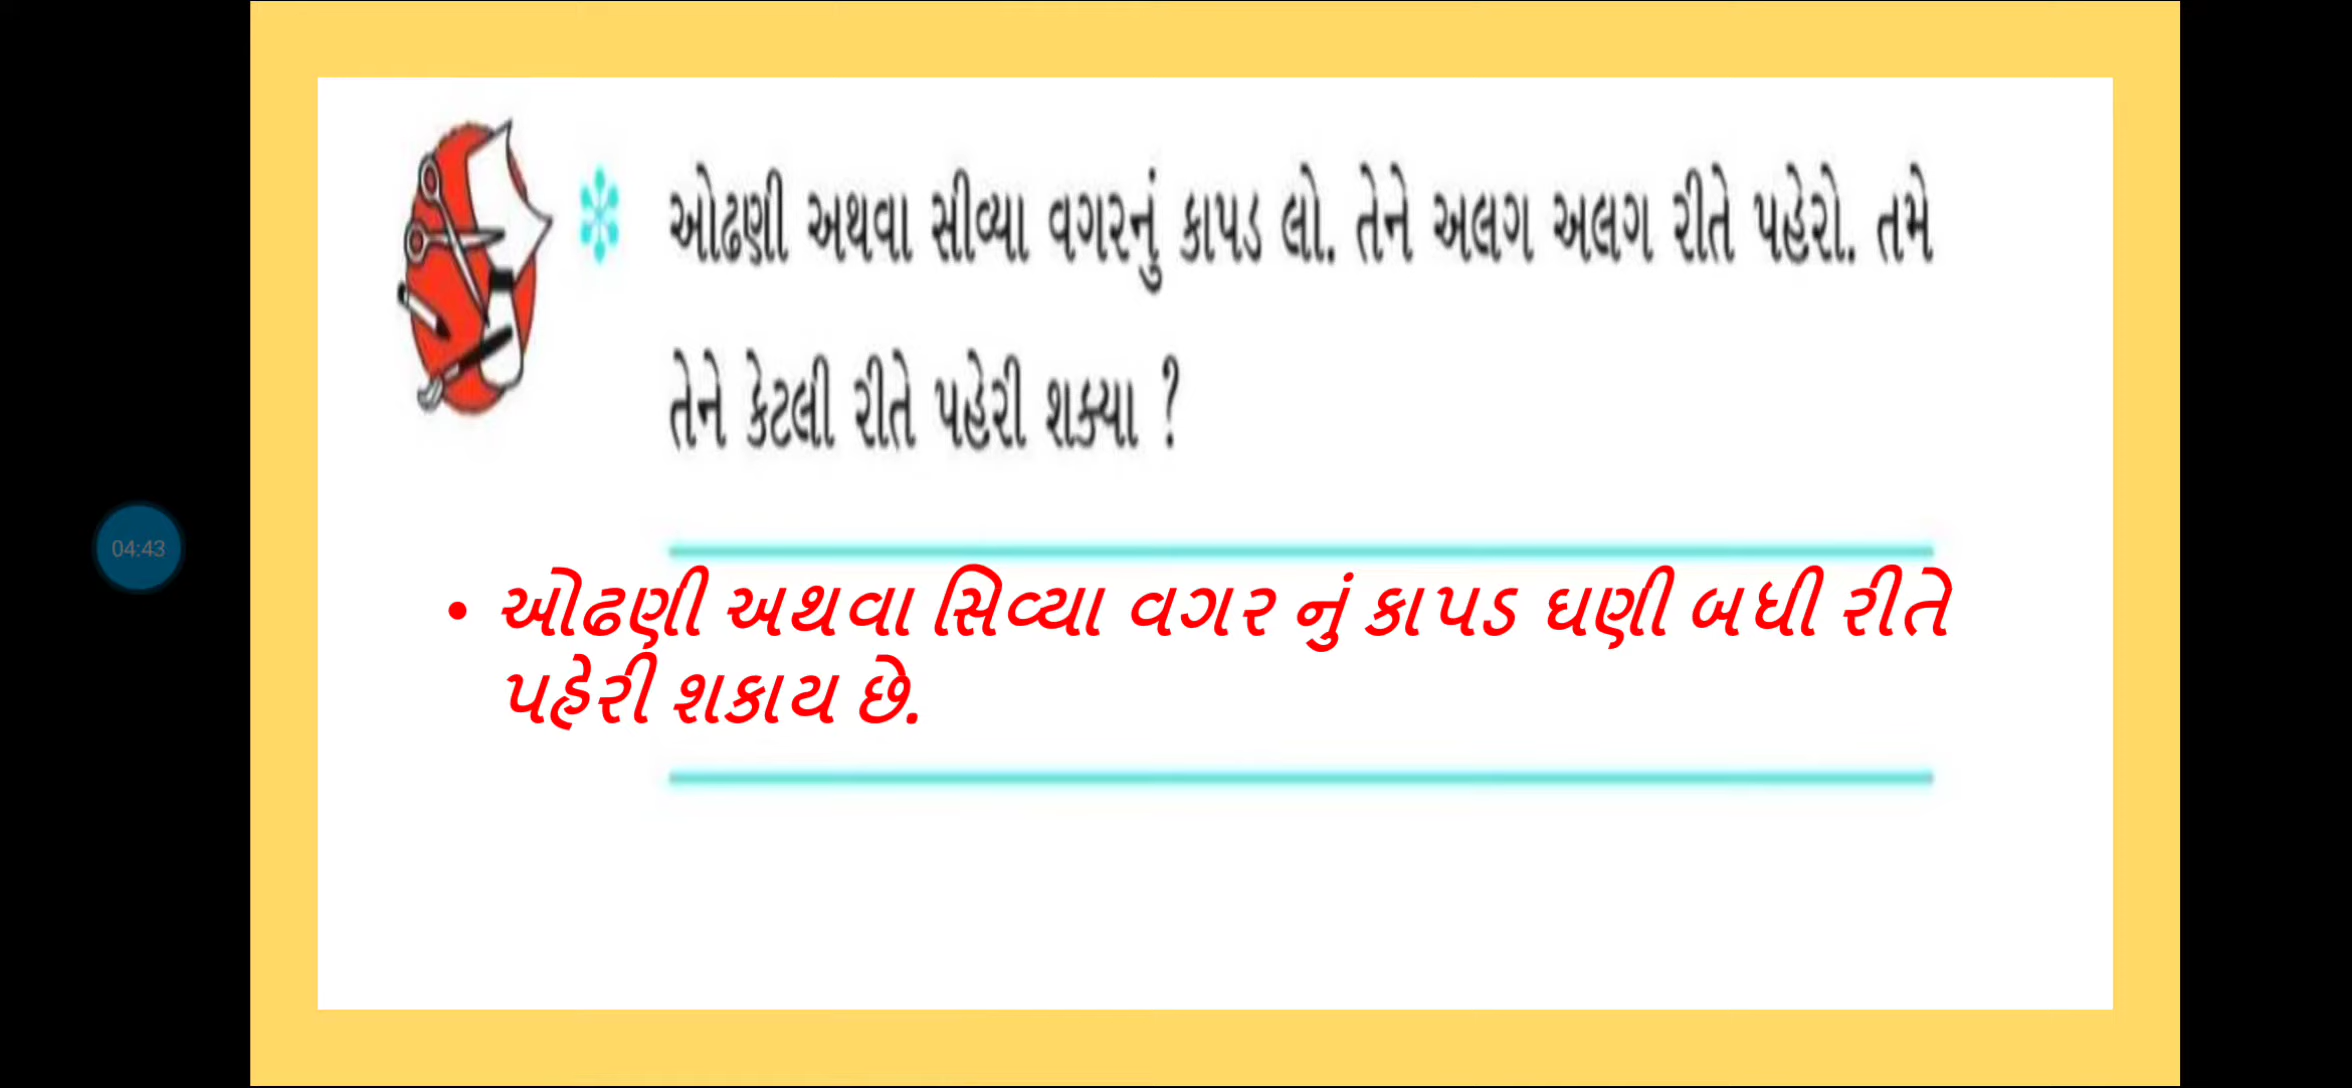 ઓઢણી અથવા સીવ્યા વગરનું કાપડ લો. તેને અલગ અલગ રીતે પહેરો. તમે
તેને કેટલી રીતે પહેરી શક્યા ?
04:43
• ઓઢણી અથવા સિવ્યા વગર નું કાપડ ઘણી બધી રીતે
પહેરી શકાય છે.